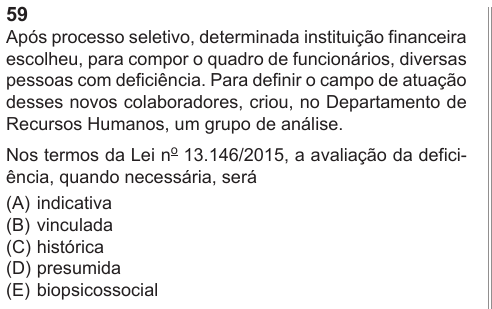 59
Após processo seletivo, determinada instituição financeira
escolheu, para compor o quadro de funcionários, diversas
pessoas com deficiência. Para definir o campo de atuação
desses novos colaboradores, criou, no Departamento de
Recursos Humanos, um grupo de análise.
Nos termos da Lei nº 13.146/2015, a avaliação da defici-
ência, quando necessária, será
(A) indicativa
(B) vinculada
(C) histórica
(D) presumida
(E) biopsicossocial